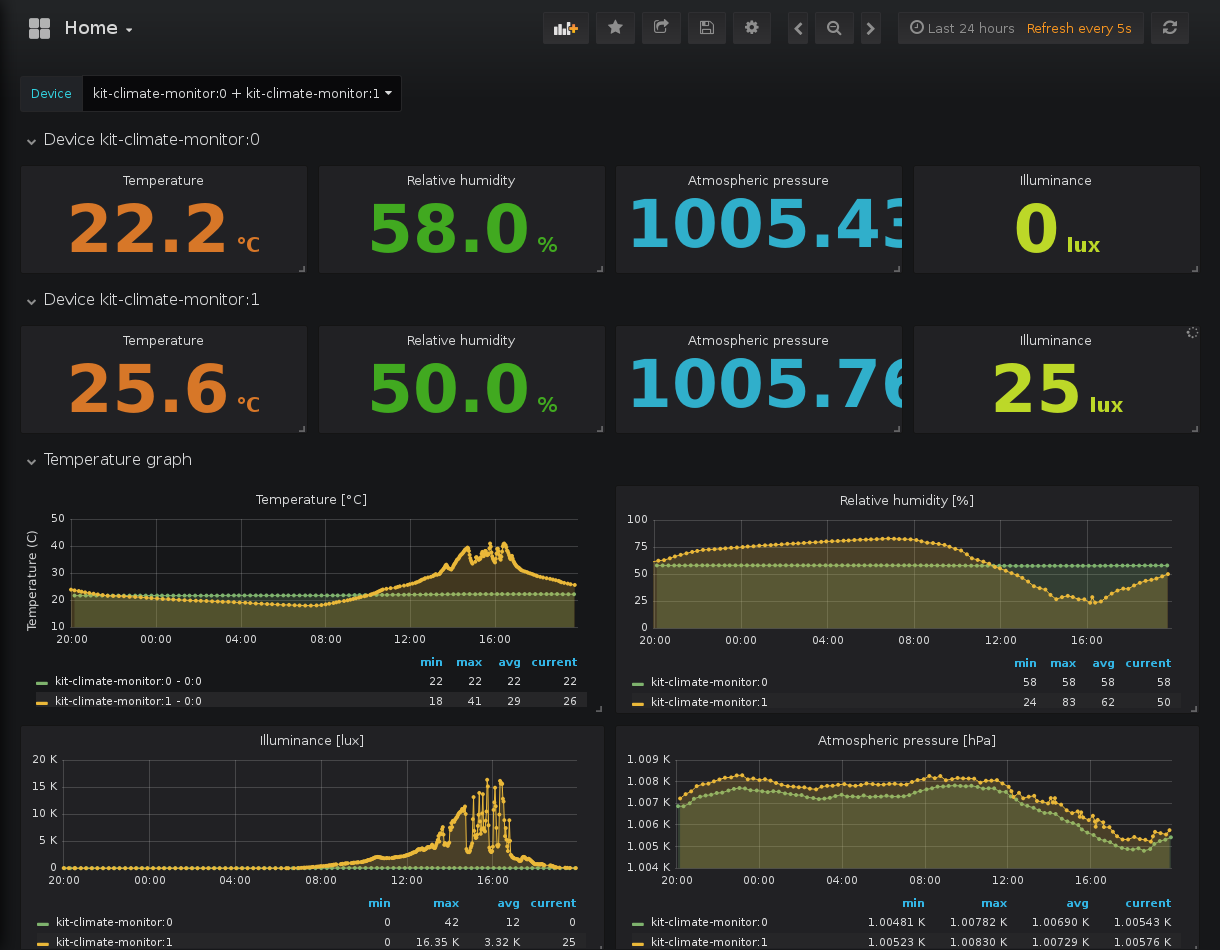 Home
Last 24 hours Refresh every 5s
Device kit-climate-monitor:0 + kit-climate-monitor:1
Device kit-climate-monitor:0
Temperature Relative humidity Atmospheric pressure Illuminance
22.2 °C 58.0 % 1005.43 0 lux
Device kit-climate-monitor:1
Temperature Relative humidity Atmospheric pressure Illuminance
25.6 °C 50.0 % 1005.76 25 lux
Temperature graph
Temperature [°C]
Temperature (C)
50
40
30
20
10
20:00 00:00 04:00 08:00 12:00 16:00
min max avg current
kit-climate-monitor:0 - 0:0 22 22 22 22
kit-climate-monitor:1 - 0:0 18 41 29 26
Relative humidity [%]
100
75
50
25
0
20:00 00:00 04:00 08:00 12:00 16:00
min max avg current
kit-climate-monitor:0 58 58 58 58
kit-climate-monitor:1 24 83 62 50
Illuminance [lux]
20 K
15 K
10 K
5 K
0
20:00 00:00 04:00 08:00 12:00 16:00
min max avg current
kit-climate-monitor:0 0 42 12 0
kit-climate-monitor:1 0 16.35 K 3.32 K 25
Atmospheric pressure [hPa]
1.009 K
1.008 K
1.007 K
1.006 K
1.005 K
1.004 K
20:00 00:00 04:00 08:00 12:00 16:00
min max avg current
kit-climate-monitor:0 1.00481 K 1.00782 K 1.00690 K 1.00543 K
kit-climate-monitor:1 1.00523 K 1.00830 K 1.00729 K 1.00576 K